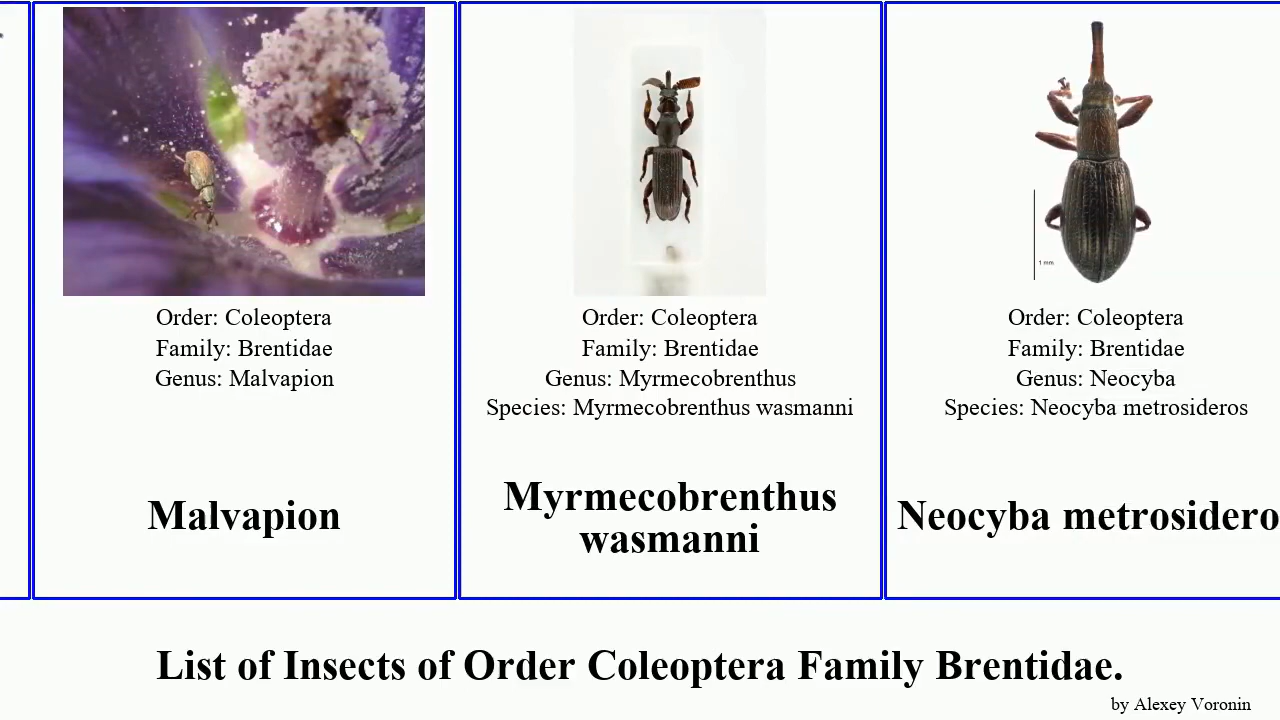 Order: Coleoptera
Family: Brentidae
Genus: Malvapion
Malvapion
Order: Coleoptera
Family: Brentidae
Genus: Myrmecobrenthus
Species: Myrmecobrenthus wasmanni
Myrmecobrenthus
wasmanni
1 mm
Order: Coleoptera
Family: Brentidae
Genus: Neocyba
Species: Neocyba metrosideros
Neocyba metrosidero
List of Insects of Order Coleoptera Family Brentidae.
by Alexey Voronin